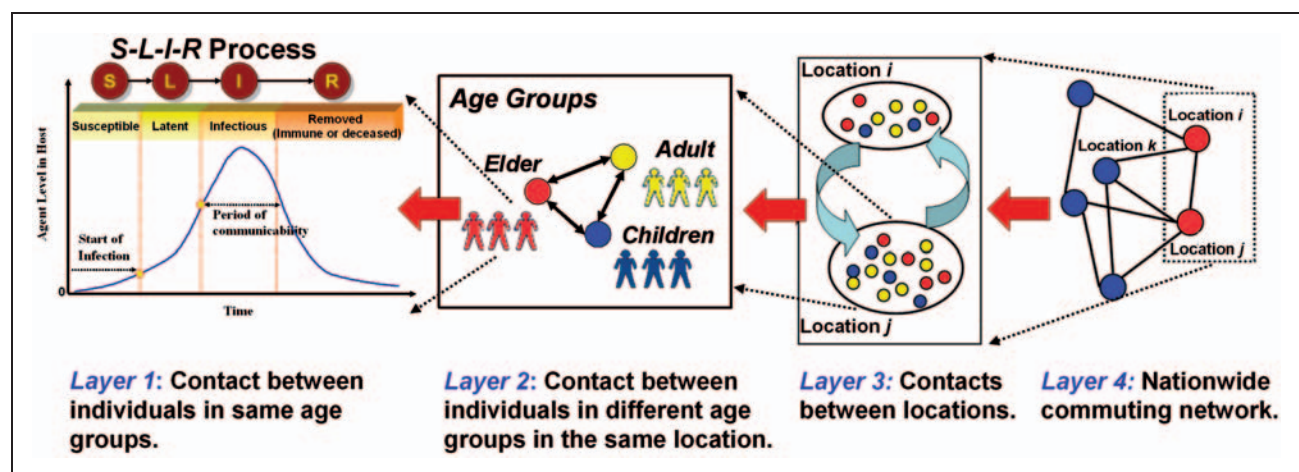 S-L-I-R Process
S L I R
Susceptible Latent Infectious Removed
(Immune or deceased)
Agent Level in Host
Start of
Infection
Period of
communicability
0
Time
Age Groups
Elder
Adult
Children
Location i
Location j
Location i
Location k
Location j
Layer 1: Contact between
individuals in same age
groups.
Layer 2: Contact between
individuals in different age
groups in the same location.
Layer 3: Contacts
between locations.
Layer 4: Nationwide
commuting network.